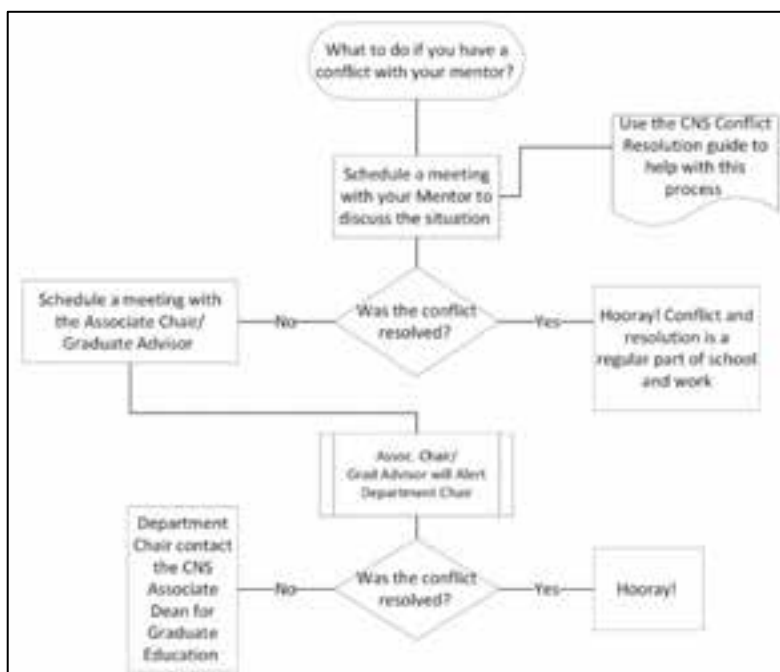 What to do if you have a
conflict with your mentor?
Use the CNS Conflict
Resolution guide to
help with this
process
Schedule a meeting
with your Mentor to
discuss the situation
Schedule a meeting with
the Associate Chair/
Graduate Advisor
No
Was the conflict
resolved?
Yes
Hooray! Conflict and
resolution is a
regular part of school
and work
Assoc. Chair/
Grad Advisor will Alert
Department Chair
Department
Chair contact
the CNS
Associate
Dean for
Graduate
Education
No
Was the conflict
resolved?
Yes
Hooray!